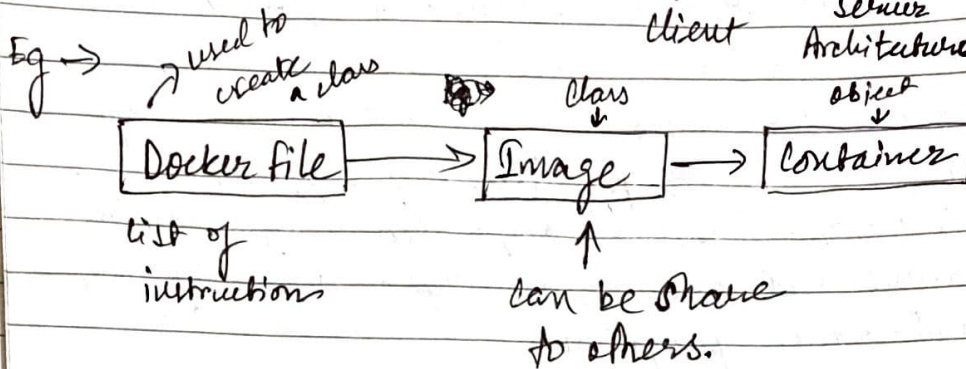 Client Server
Architecture
Eg → used to
create
a class
Class
object
Docker file → Image → Container
list of
instructions
can be share
to others.